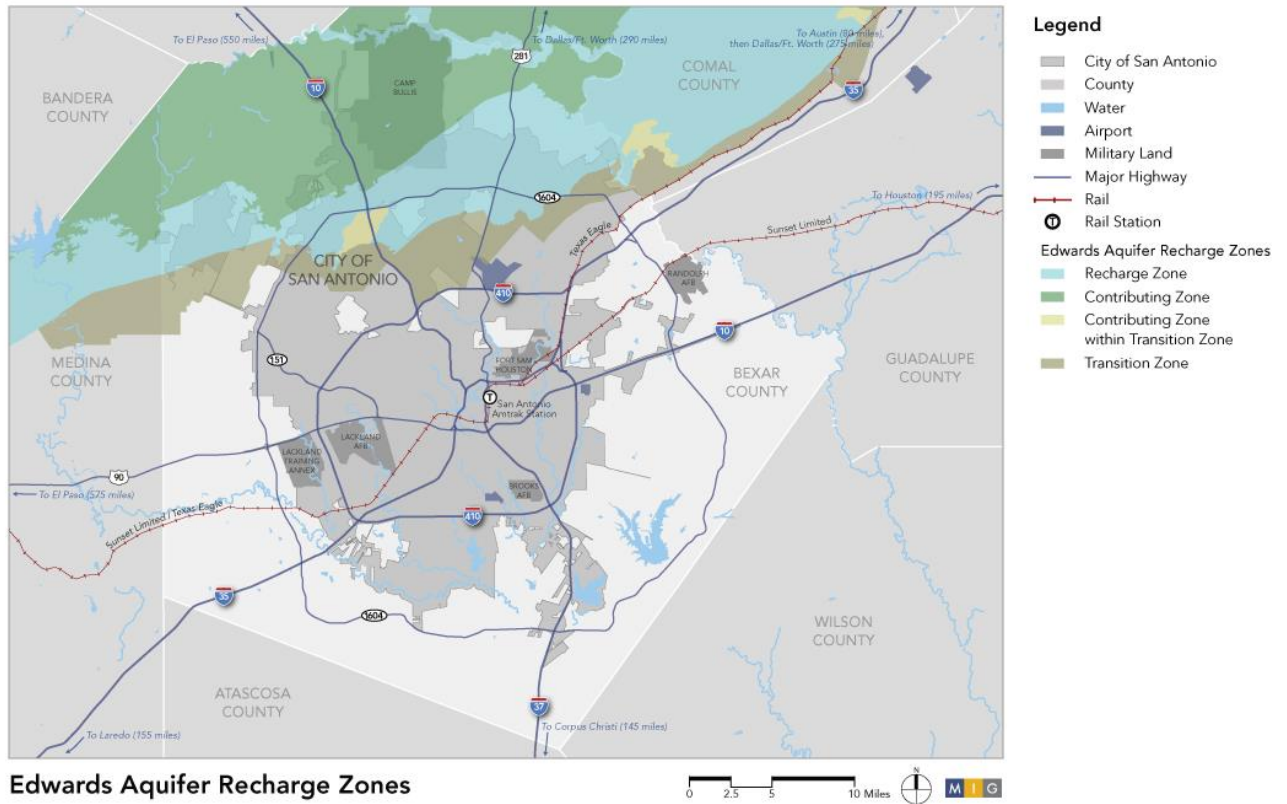 To El Paso (550 miles)
To Dallas/Ft. Worth (290 miles)
To Austin (80 miles),
then Dallas/Ft. Worth (275 miles)
281
10
35
CAMP
BULLIS
COMAL
COUNTY
BANDERA
COUNTY
1604
To Houston (195 miles)
Texas Eagle
Sunset Limited
CITY OF
SAN ANTONIO
410
RANDOLPH
AFB
10
151
MEDINA
COUNTY
FORT SAM
HOUSTON
BEXAR
COUNTY
GUADALUPE
COUNTY
T
San Antonio
Amtrak Station
LACKLAND
AFB
LACKLAND
TRAINING
ANNEX
90
To El Paso (575 miles)
BROOKS
AFB
410
Sunset Limited / Texas Eagle
35
1604
WILSON
COUNTY
ATASCOSA
COUNTY
37
To Laredo (155 miles)
To Corpus Christi (145 miles)
Legend
City of San Antonio
County
Water
Airport
Military Land
Major Highway
Rail
T Rail Station
Edwards Aquifer Recharge Zones
Recharge Zone
Contributing Zone
Contributing Zone
within Transition Zone
Transition Zone
Edwards Aquifer Recharge Zones
0 2.5 5 10 Miles
N
M I G